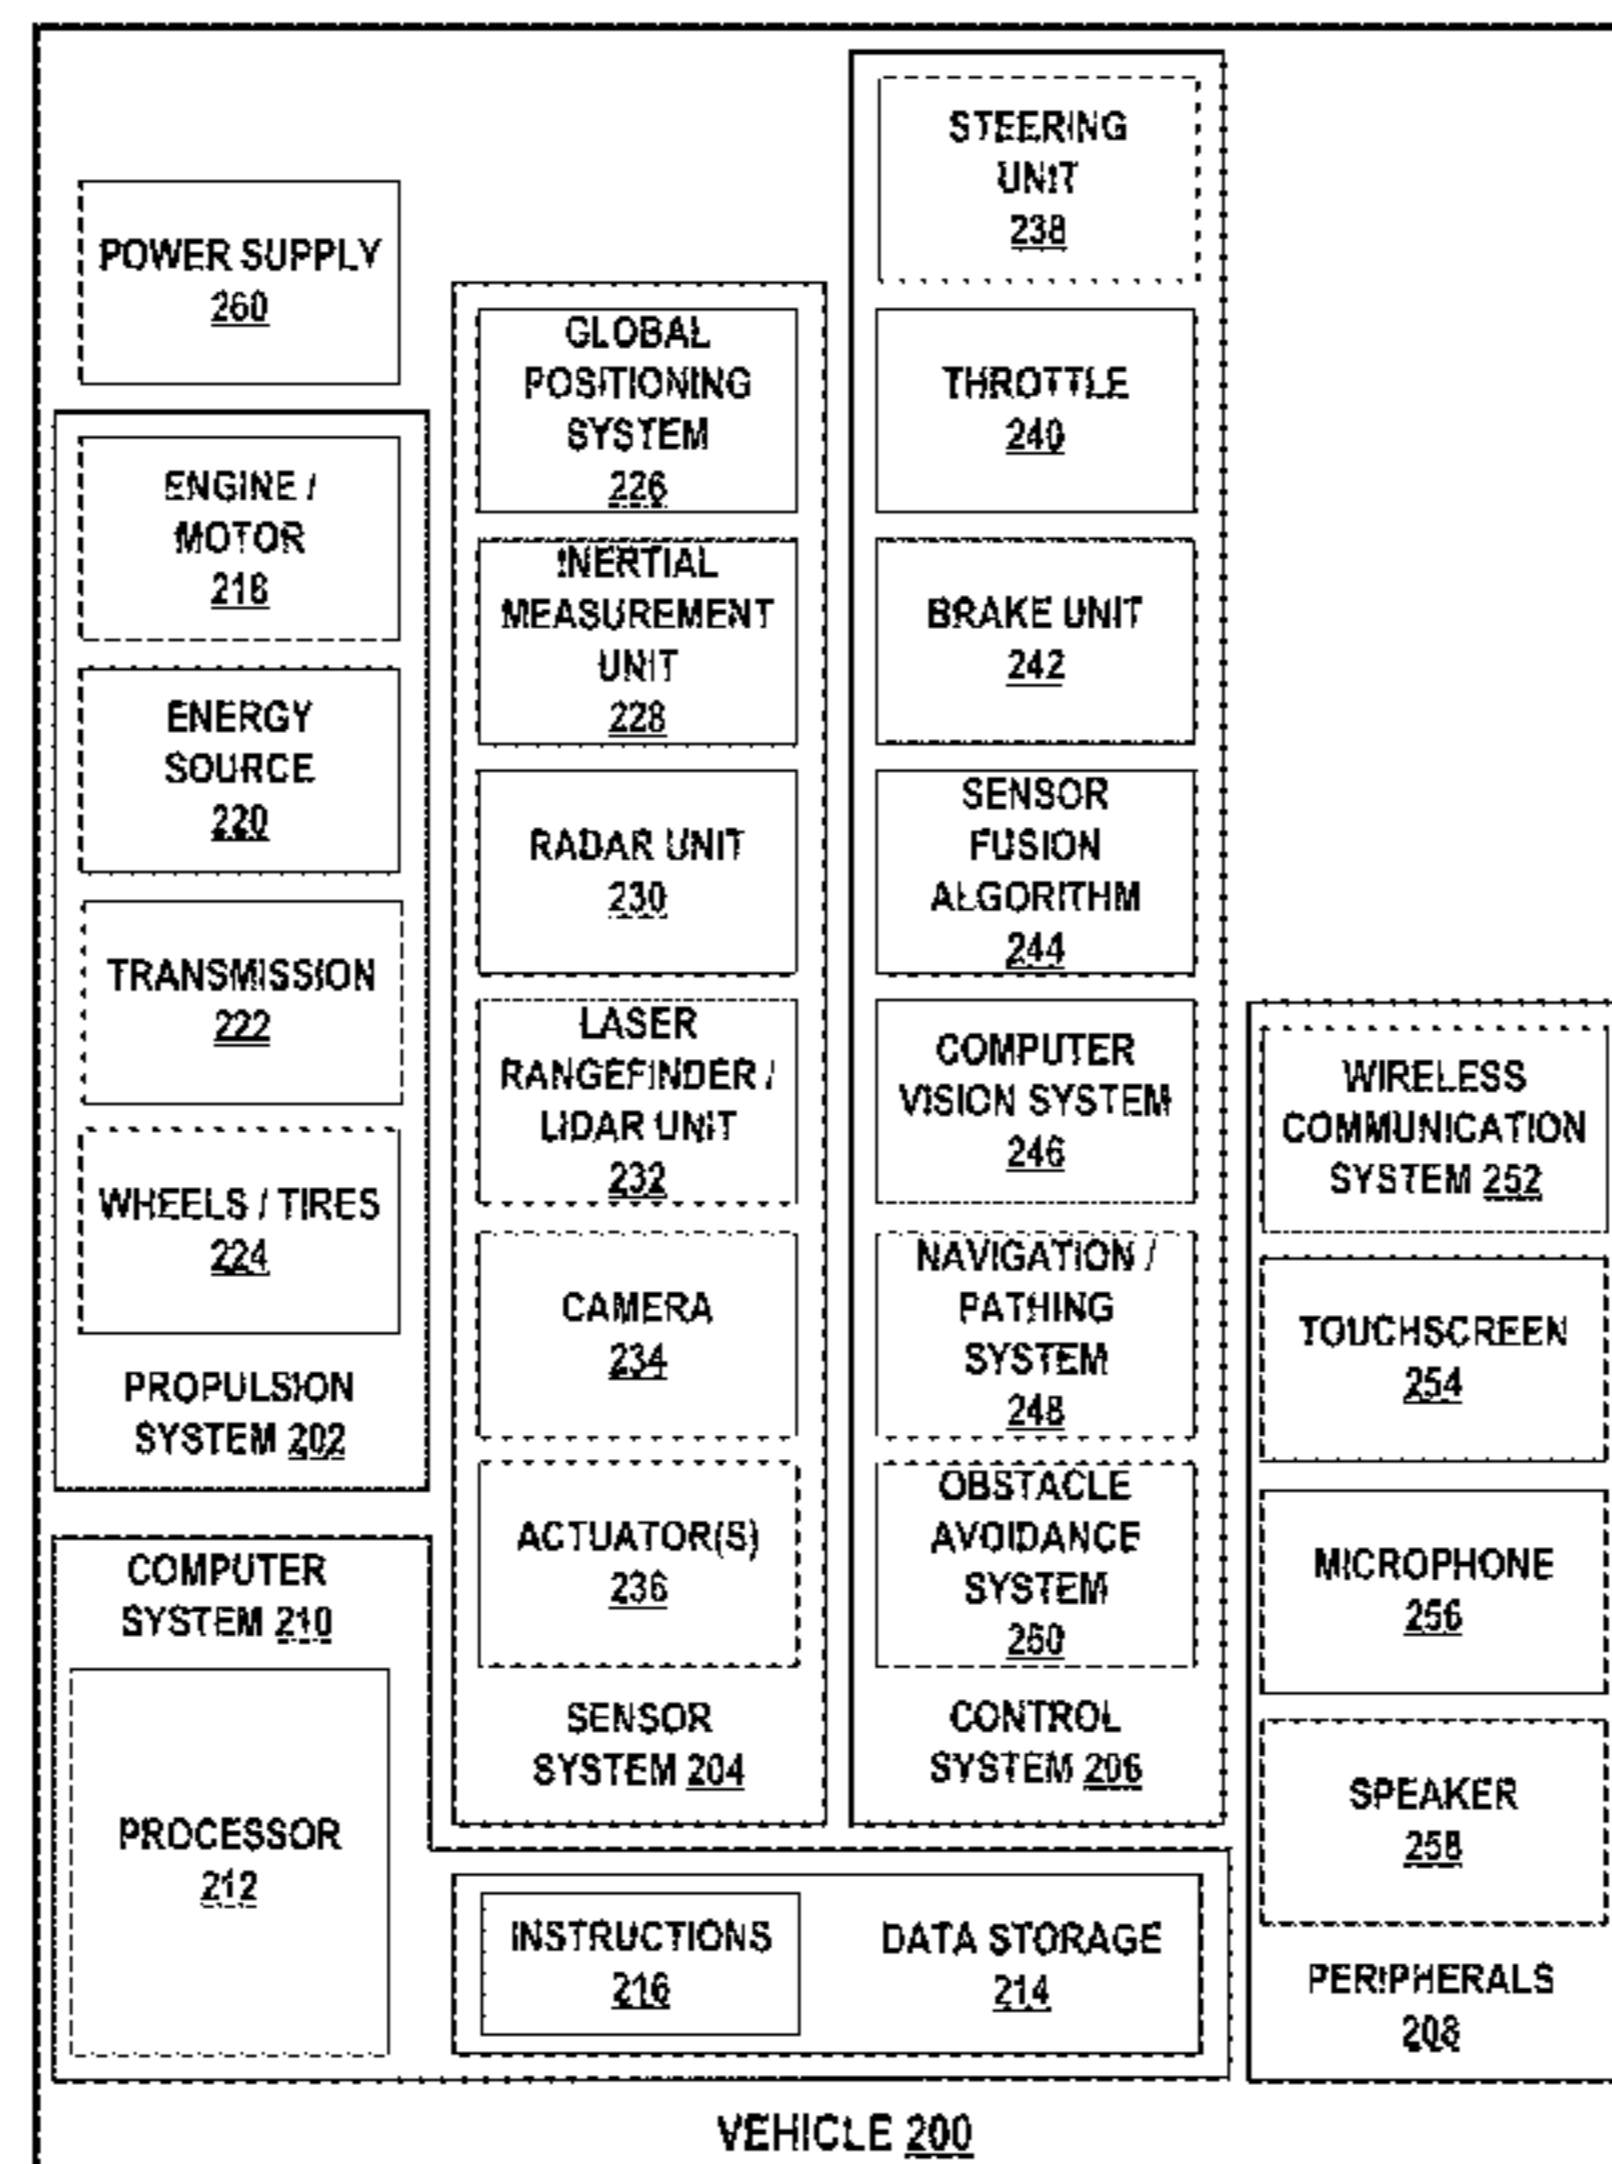 POWER SUPPLY
260
ENGINE /
MOTOR
218
ENERGY
SOURCE
220
TRANSMISSION
222
WHEELS / TIRES
224
PROPULSION
SYSTEM 202
COMPUTER
SYSTEM 210
PROCESSOR
212
GLOBAL
POSITIONING
SYSTEM
226
INERTIAL
MEASUREMENT
UNIT
228
RADAR UNIT
230
LASER
RANGEFINDER /
LIDAR UNIT
232
CAMERA
234
ACTUATOR(S)
236
SENSOR
SYSTEM 204
STEERING
UNIT
238
THROTTLE
240
BRAKE UNIT
242
SENSOR
FUSION
ALGORITHM
244
COMPUTER
VISION SYSTEM
246
NAVIGATION /
PATHING
SYSTEM
248
OBSTACLE
AVOIDANCE
SYSTEM
250
CONTROL
SYSTEM 206
INSTRUCTIONS
216
DATA STORAGE
214
WIRELESS
COMMUNICATION
SYSTEM 252
TOUCHSCREEN
254
MICROPHONE
256
SPEAKER
258
PERIPHERALS
208
VEHICLE 200